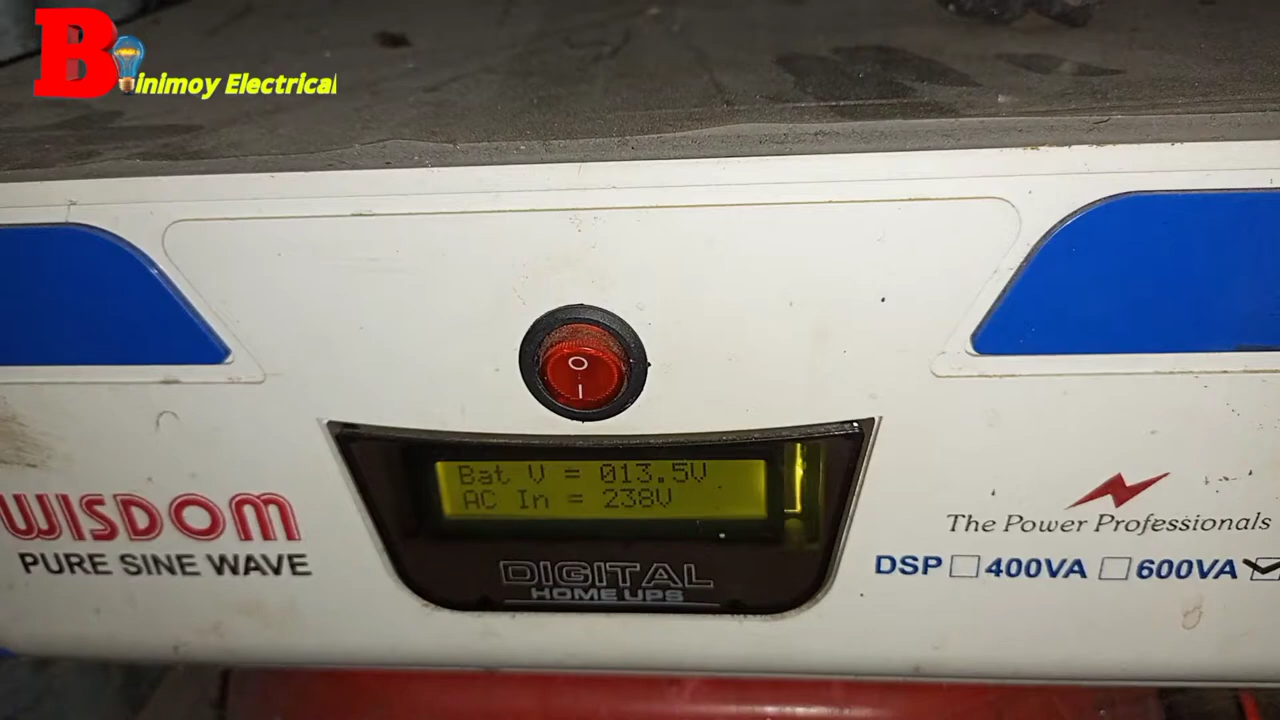 Binimoy Electrical
Bat V = 013.5V
AC In = 238V
WISDOM
PURE SINE WAVE
DIGITAL
HOME UPS
The Power Professionals
DSP 400VA 600VA